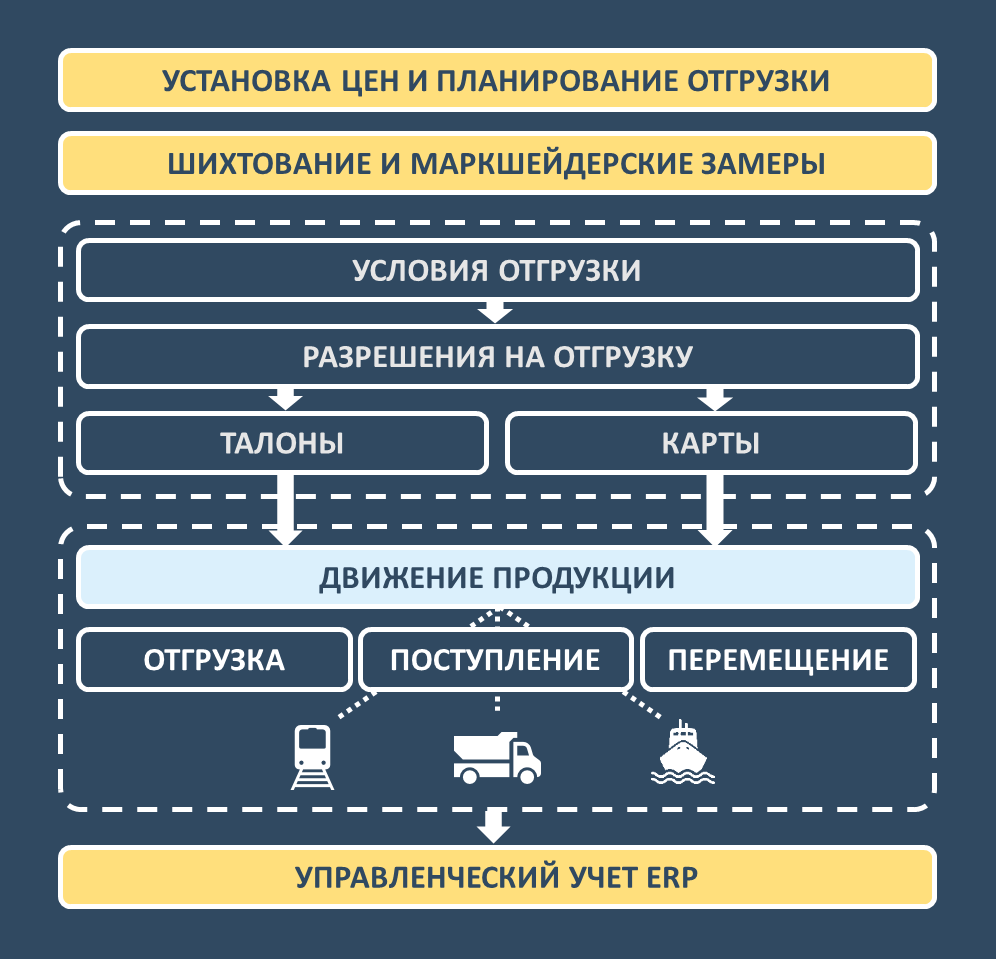 УСТАНОВКА ЦЕН И ПЛАНИРОВАНИЕ ОТГРУЗКИ
ШИХТОВАНИЕ И МАРКШЕЙДЕРСКИЕ ЗАМЕРЫ
УСЛОВИЯ ОТГРУЗКИ
РАЗРЕШЕНИЯ НА ОТГРУЗКУ
ТАЛОНЫ
КАРТЫ
ДВИЖЕНИЕ ПРОДУКЦИИ
ОТГРУЗКА
ПОСТУПЛЕНИЕ
ПЕРЕМЕЩЕНИЕ
УПРАВЛЕНЧЕСКИЙ УЧЕТ ERP